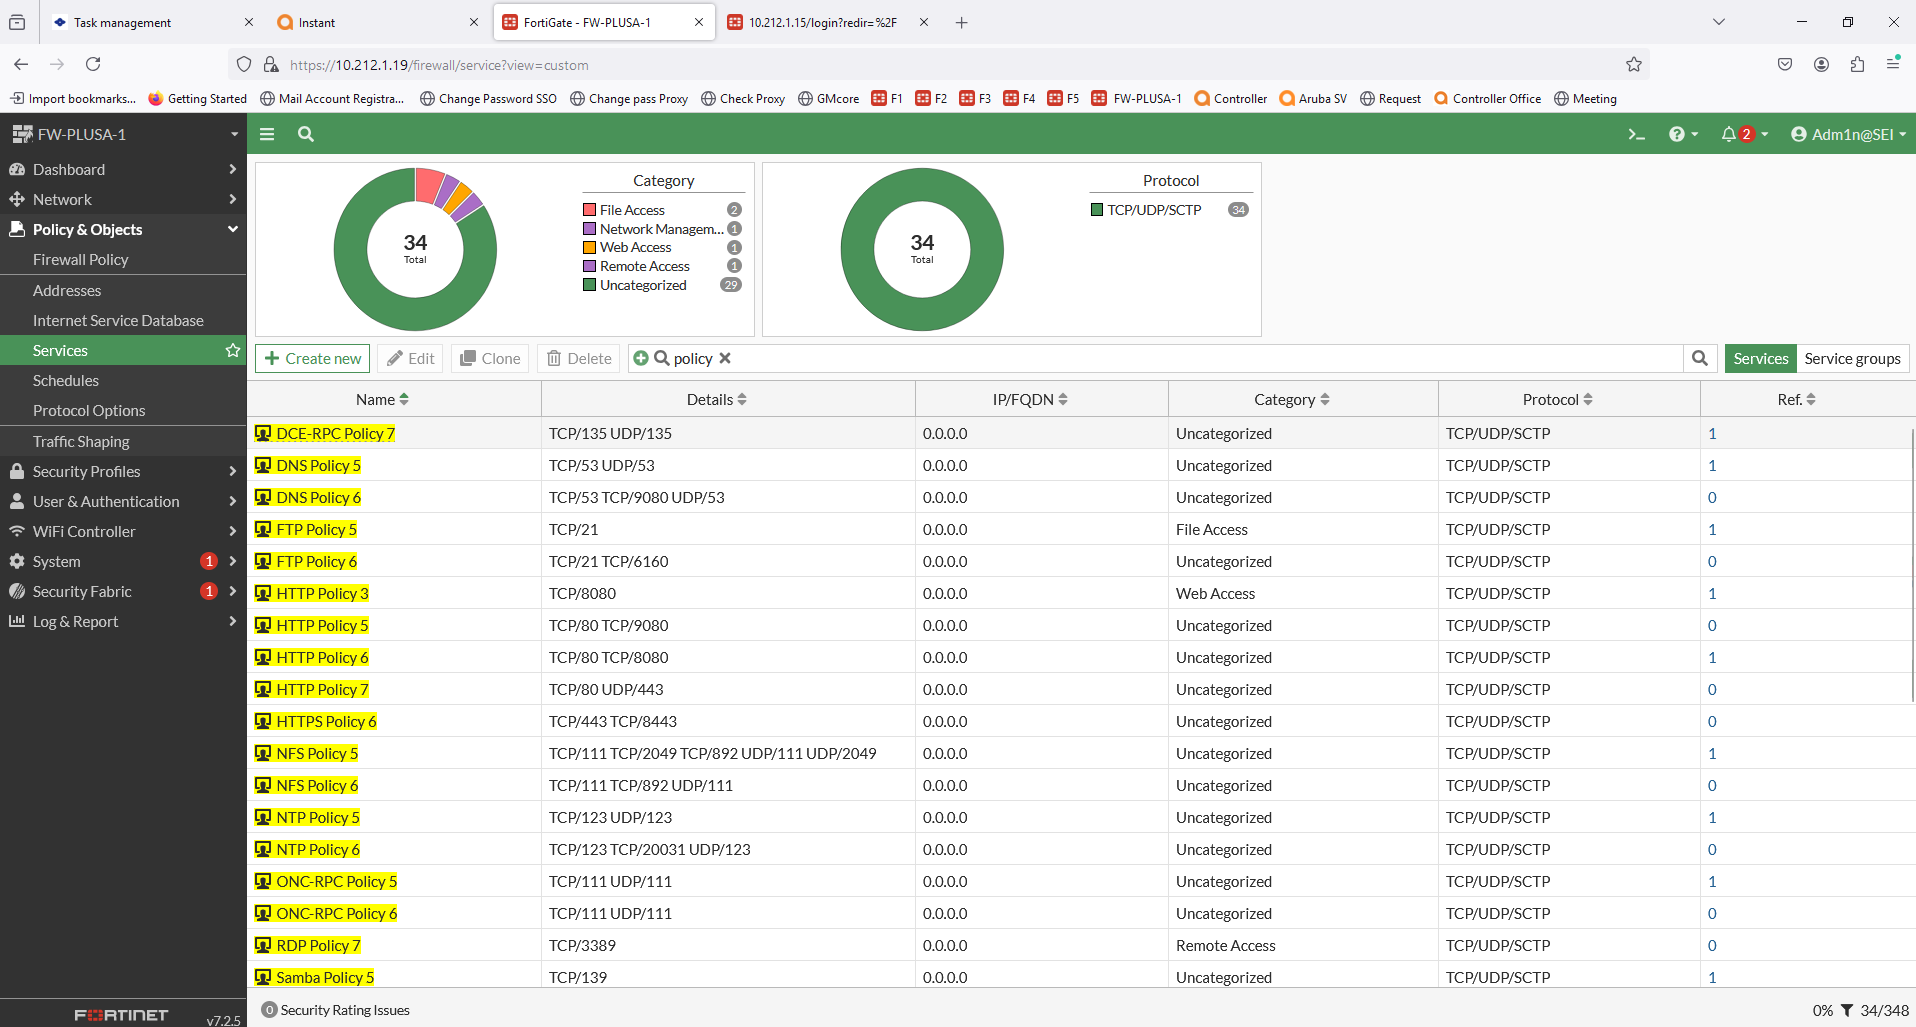 Task management
Instant
FortiGate - FW-PLUSA-1
10.212.1.15/login?redir=%2F
https://10.212.1.19/firewall/service?view=custom
Import bookmarks... Getting Started Mail Account Registra... Change Password SSO Change pass Proxy Check Proxy GMcore F1 F2 F3 F4 F5 FW-PLUSA-1 Controller Aruba SV Request Controller Office Meeting
FW-PLUSA-1
2 Adm1n@SEI
Dashboard
Network
Policy & Objects
Firewall Policy
Addresses
Internet Service Database
Services
Schedules
Protocol Options
Traffic Shaping
Security Profiles
User & Authentication
WiFi Controller
System 1
Security Fabric 1
Log & Report
FORTINET v7.2.5
34
Total
Category
File Access 2
Network Managem... 1
Web Access 1
Remote Access 1
Uncategorized 29
34
Total
Protocol
TCP/UDP/SCTP 34
Create new Edit Clone Delete policy Services Service groups
Name Details IP/FQDN Category Protocol Ref.
DCE-RPC Policy 7 TCP/135 UDP/135 0.0.0.0 Uncategorized TCP/UDP/SCTP 1
DNS Policy 5 TCP/53 UDP/53 0.0.0.0 Uncategorized TCP/UDP/SCTP 1
DNS Policy 6 TCP/53 TCP/9080 UDP/53 0.0.0.0 Uncategorized TCP/UDP/SCTP 0
FTP Policy 5 TCP/21 0.0.0.0 File Access TCP/UDP/SCTP 1
FTP Policy 6 TCP/21 TCP/6160 0.0.0.0 Uncategorized TCP/UDP/SCTP 0
HTTP Policy 3 TCP/8080 0.0.0.0 Web Access TCP/UDP/SCTP 1
HTTP Policy 5 TCP/80 TCP/9080 0.0.0.0 Uncategorized TCP/UDP/SCTP 0
HTTP Policy 6 TCP/80 TCP/8080 0.0.0.0 Uncategorized TCP/UDP/SCTP 1
HTTP Policy 7 TCP/80 UDP/443 0.0.0.0 Uncategorized TCP/UDP/SCTP 0
HTTPS Policy 6 TCP/443 TCP/8443 0.0.0.0 Uncategorized TCP/UDP/SCTP 0
NFS Policy 5 TCP/111 TCP/2049 TCP/892 UDP/111 UDP/2049 0.0.0.0 Uncategorized TCP/UDP/SCTP 1
NFS Policy 6 TCP/111 TCP/892 UDP/111 0.0.0.0 Uncategorized TCP/UDP/SCTP 0
NTP Policy 5 TCP/123 UDP/123 0.0.0.0 Uncategorized TCP/UDP/SCTP 1
NTP Policy 6 TCP/123 TCP/20031 UDP/123 0.0.0.0 Uncategorized TCP/UDP/SCTP 0
ONC-RPC Policy 5 TCP/111 UDP/111 0.0.0.0 Uncategorized TCP/UDP/SCTP 1
ONC-RPC Policy 6 TCP/111 UDP/111 0.0.0.0 Uncategorized TCP/UDP/SCTP 0
RDP Policy 7 TCP/3389 0.0.0.0 Remote Access TCP/UDP/SCTP 0
Samba Policy 5 TCP/139 0.0.0.0 Uncategorized TCP/UDP/SCTP 1
0 Security Rating Issues 0% 34/348